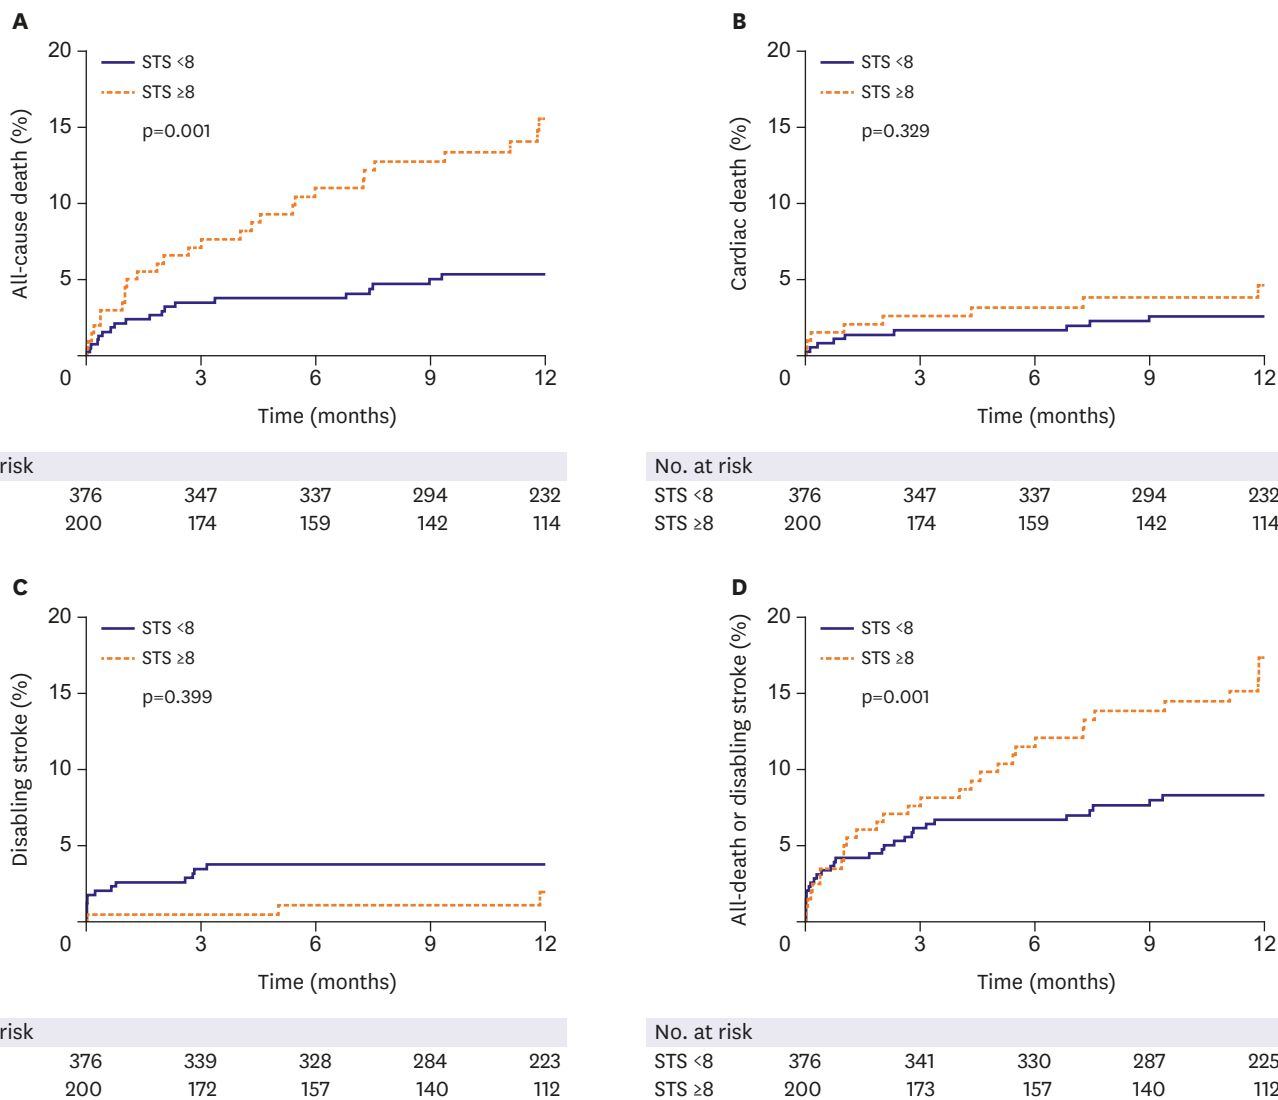 A
All-cause death (%)
20
15
10
5
0
STS <8
STS ≥8
p=0.001
3 6 9 12
Time (months)
risk
376 347 337 294 232
200 174 159 142 114
B
Cardiac death (%)
20
15
10
5
0
STS <8
STS ≥8
p=0.329
3 6 9 12
Time (months)
No. at risk
STS <8 376 347 337 294 232
STS ≥8 200 174 159 142 114
C
Disabling stroke (%)
20
15
10
5
0
STS <8
STS ≥8
p=0.399
3 6 9 12
Time (months)
risk
376 339 328 284 223
200 172 157 140 112
D
All-death or disabling stroke (%)
20
15
10
5
0
STS <8
STS ≥8
p=0.001
3 6 9 12
Time (months)
No. at risk
STS <8 376 341 330 287 225
STS ≥8 200 173 157 140 112